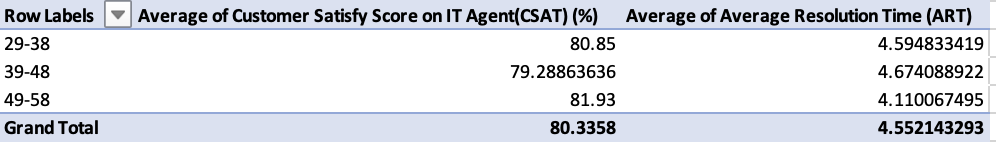 Row Labels Average of Customer Satisfy Score on IT Agent(CSAT) (%) Average of Average Resolution Time (ART)
29-38 80.85 4.594833419
39-48 79.28863636 4.674088922
49-58 81.93 4.110067495
Grand Total 80.3358 4.552143293